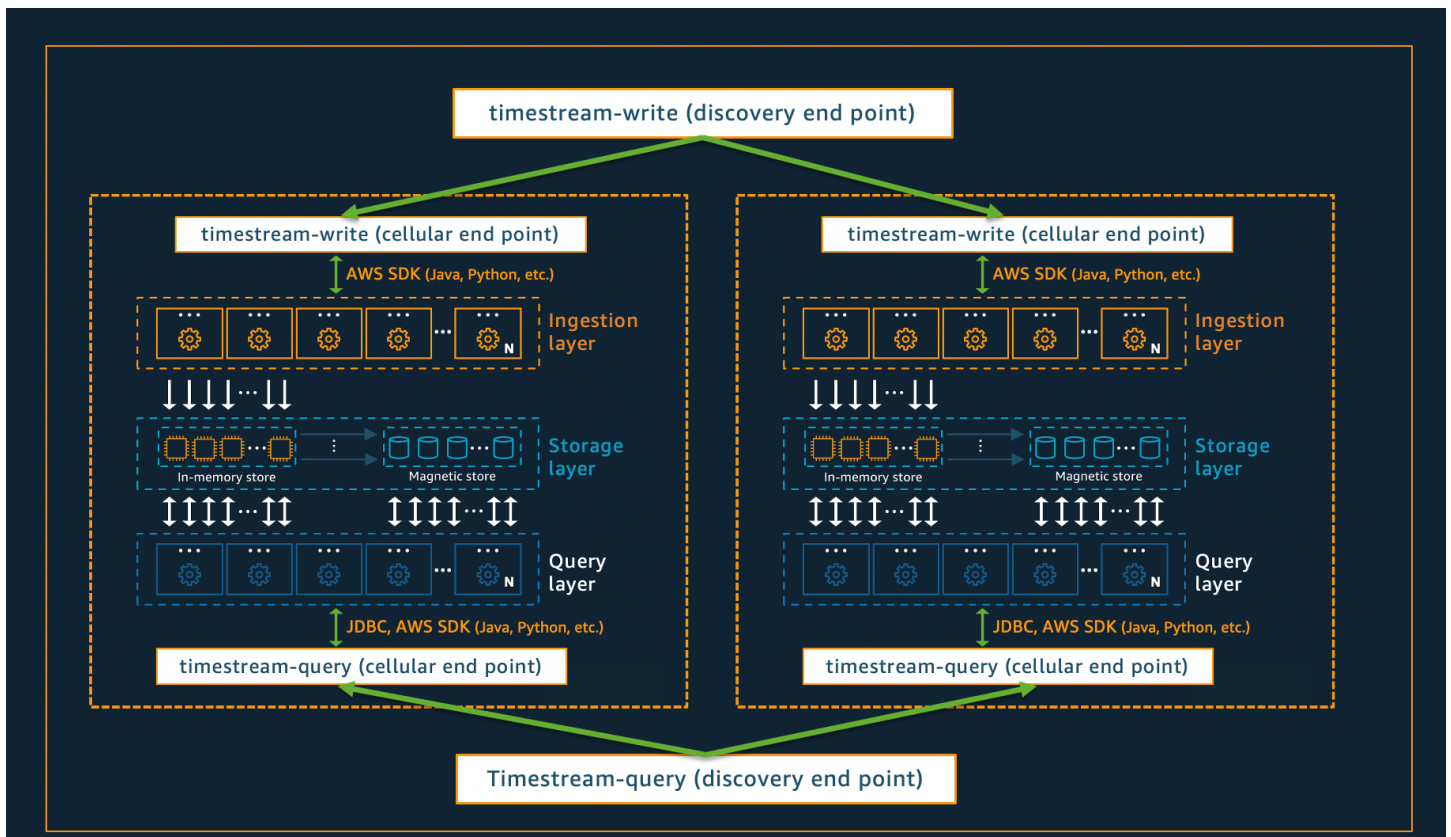 timestream-write (discovery end point)
timestream-write (cellular end point)
AWS SDK (Java, Python, etc.)
N
Ingestion
layer
In-memory store
Magnetic store
Storage
layer
N
Query
layer
JDBC, AWS SDK (Java, Python, etc.)
timestream-query (cellular end point)
timestream-write (cellular end point)
AWS SDK (Java, Python, etc.)
N
Ingestion
layer
In-memory store
Magnetic store
Storage
layer
N
Query
layer
JDBC, AWS SDK (Java, Python, etc.)
timestream-query (cellular end point)
Timestream-query (discovery end point)